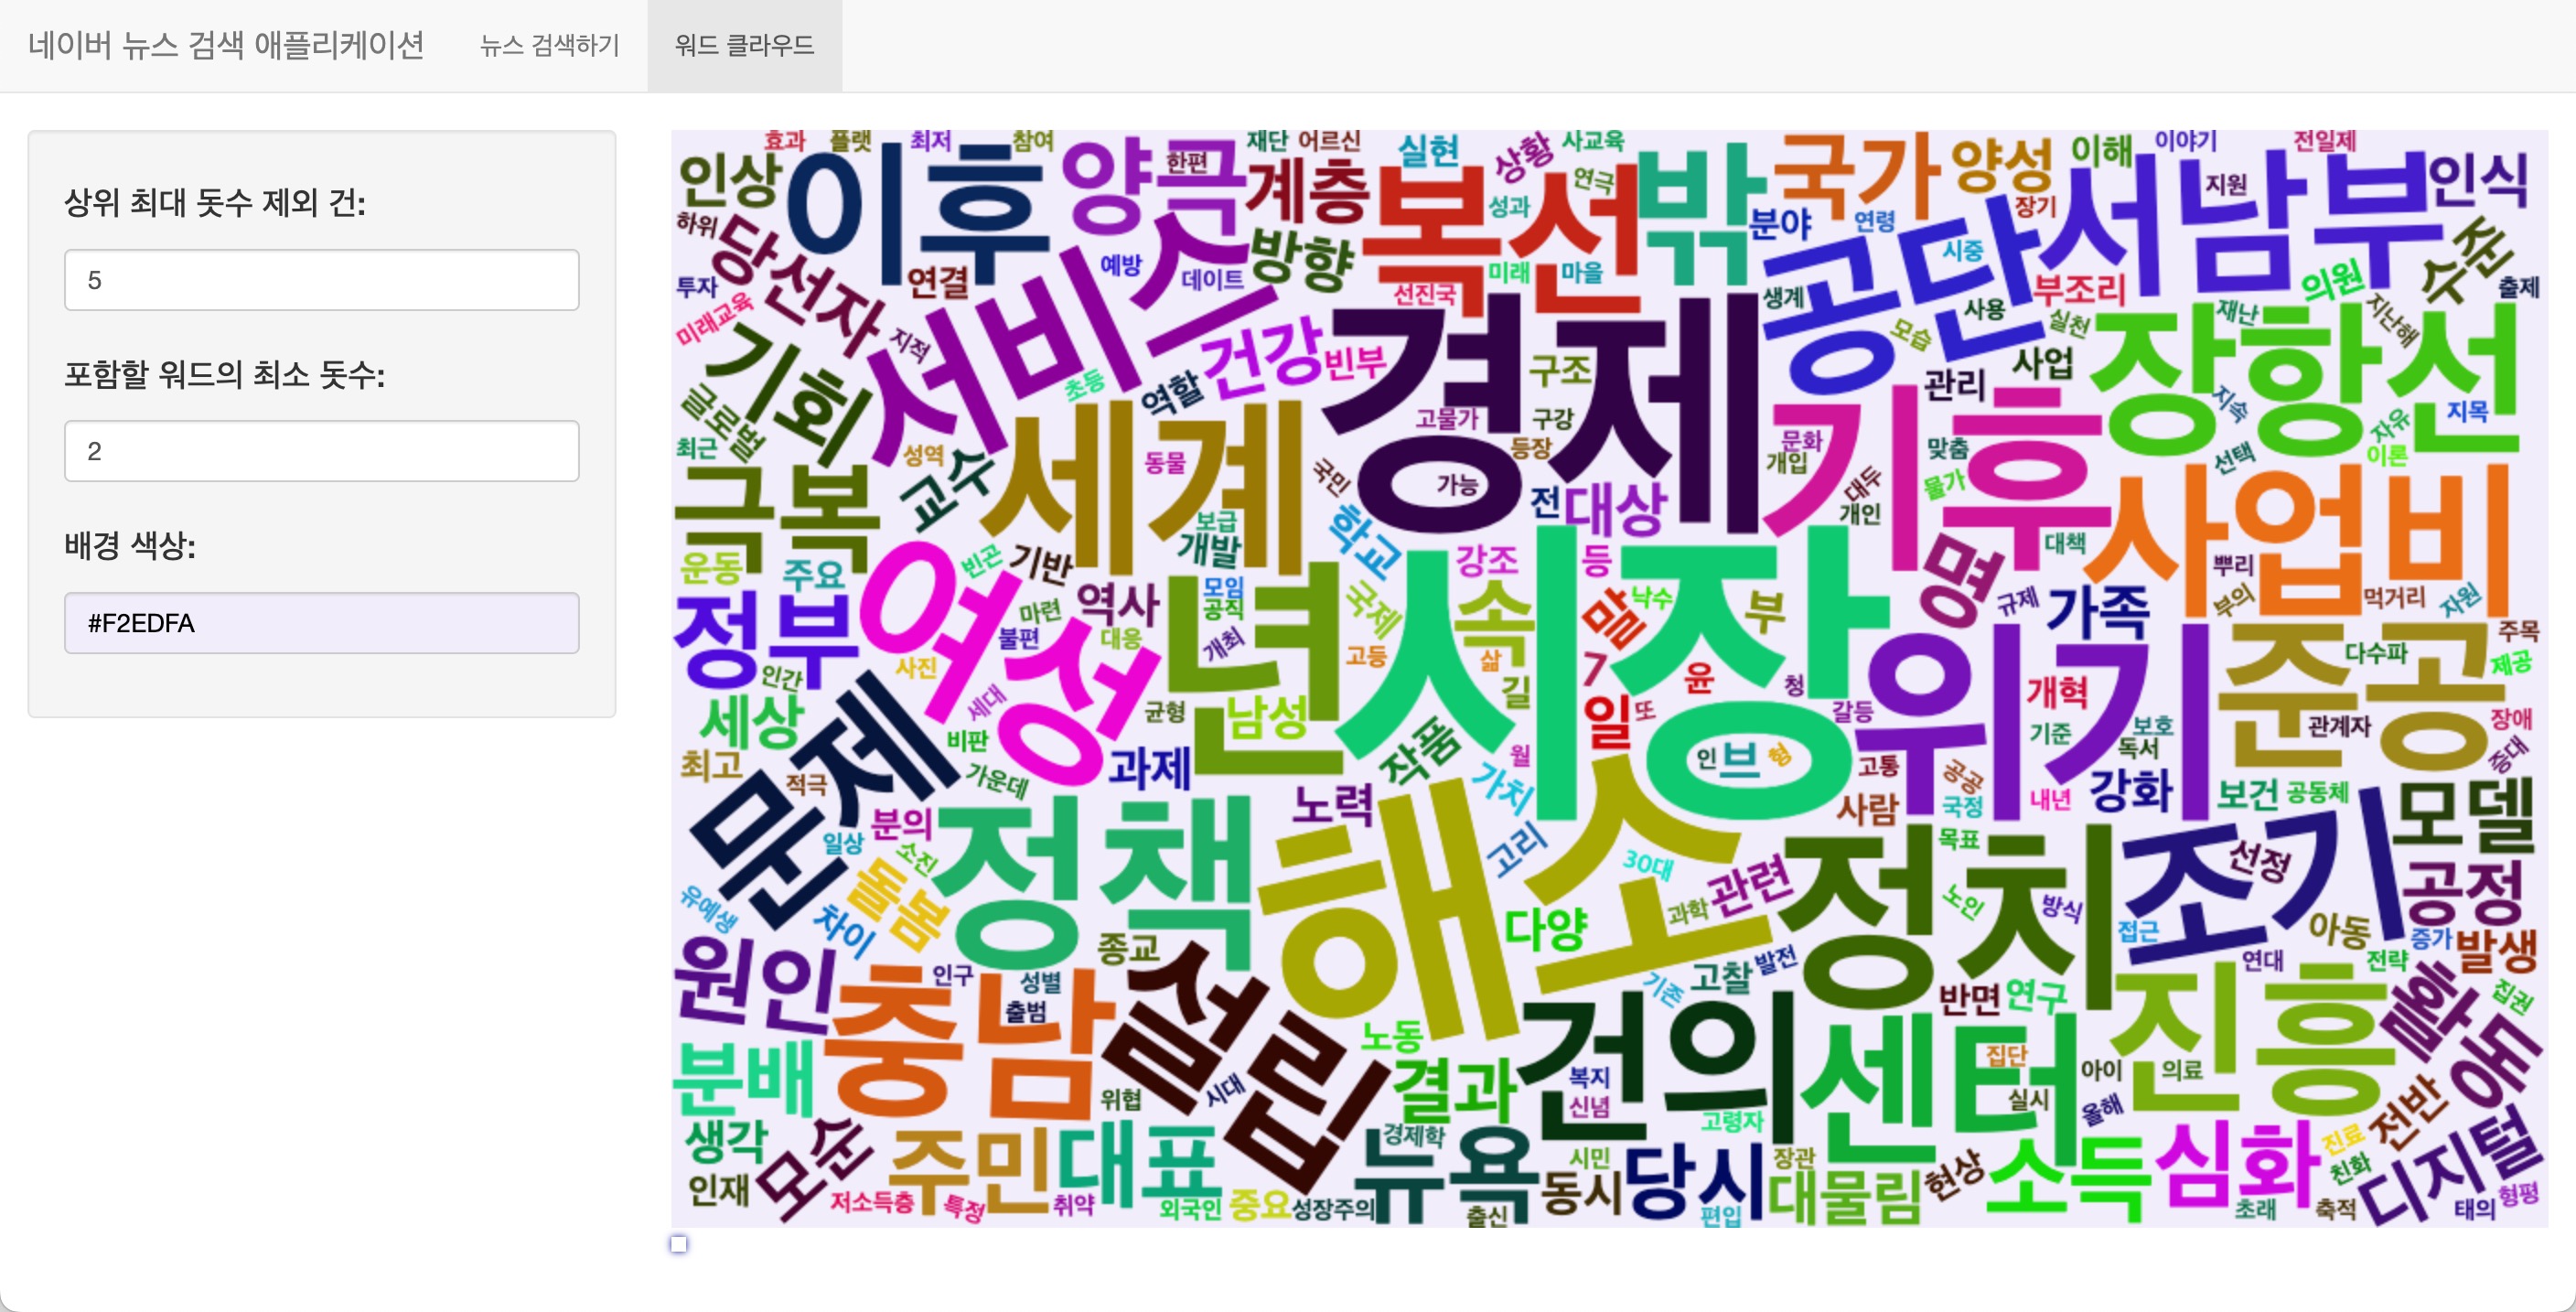 네이버 뉴스 검색 애플리케이션 뉴스 검색하기 워드 클라우드
상위 최대 돗수 제외 건:
5
포함할 워드의 최소 돗수:
2
배경 색상:
#F2EDFA
효과 플랫 최저 참여 재단 어르신 실현 상황 사교육 이해 이야기 전일제
인상 이후 양극 한편 계층 복선 연극 밖 국가 양성 서남부 지원 인식
하위 당선자 연결 서비스 예방 데이트 방향 성과 미래 마을 분야 연령 장기 시중 공단 수준
투자 미래교육 지적 선진국 생계 사용 모습 부조리 실천 재난 의원 지난해 출제
기회 초등 역할 건강 빈부 경제 구조 관리 사업 장항선 지속 자유 지목
글로벌 최근 성역 교수 세계 동물 고물가 구강 등장 가능 국민 문화 개입 기후 맞춤 대두 물가 개인 선택 이론
극복 보급 개발 학교 전 대상 사업비
운동 주요 여성 빈곤 기반 강조 등 명 대책 뿌리
정부 마련 역사 모임 공직 국제 속 말 낙수 부 시장 규제 가족 부의 먹거리 자원
인간 사진 불편 대응 개최 년 고등 삶 7 윤 청 위기 준공 주목 다수파 제공
세상 세대 균형 남성 길 일 또 갈등 개혁 기준 보호 독서 관계자 장애
최고 문제 적극 비판 가운데 과제 작품 월 인 브 형 고통 공공 증대
분의 노력 가치 사람 국정 내년 강화 보건 공동체 모델
일상 소진 정책 해소 고리 30대 정치 목표 조기 선정
유예생 돌봄 차이 종교 다양 과학 관련 노인 방식 접근 아동 공정 증가 발생
원인 충남 인구 성별 출범 설립 기존 고찰 발전 반면 연구 연대 전략 진흥 활동 집권
분배 위협 시대 노동 결과 건의 복지 신념 고령자 센터 집단 실시 아이 올해 의료
생각 모순 주민 대표 경제학 뉴욕 시민 당시 장관 소득 심화 진료 전반 친화 디지털
인재 저소득층 특정 취약 외국인 중요 성장주의 출신 동시 편입 대물림 현상 초래 축적 태의 형평